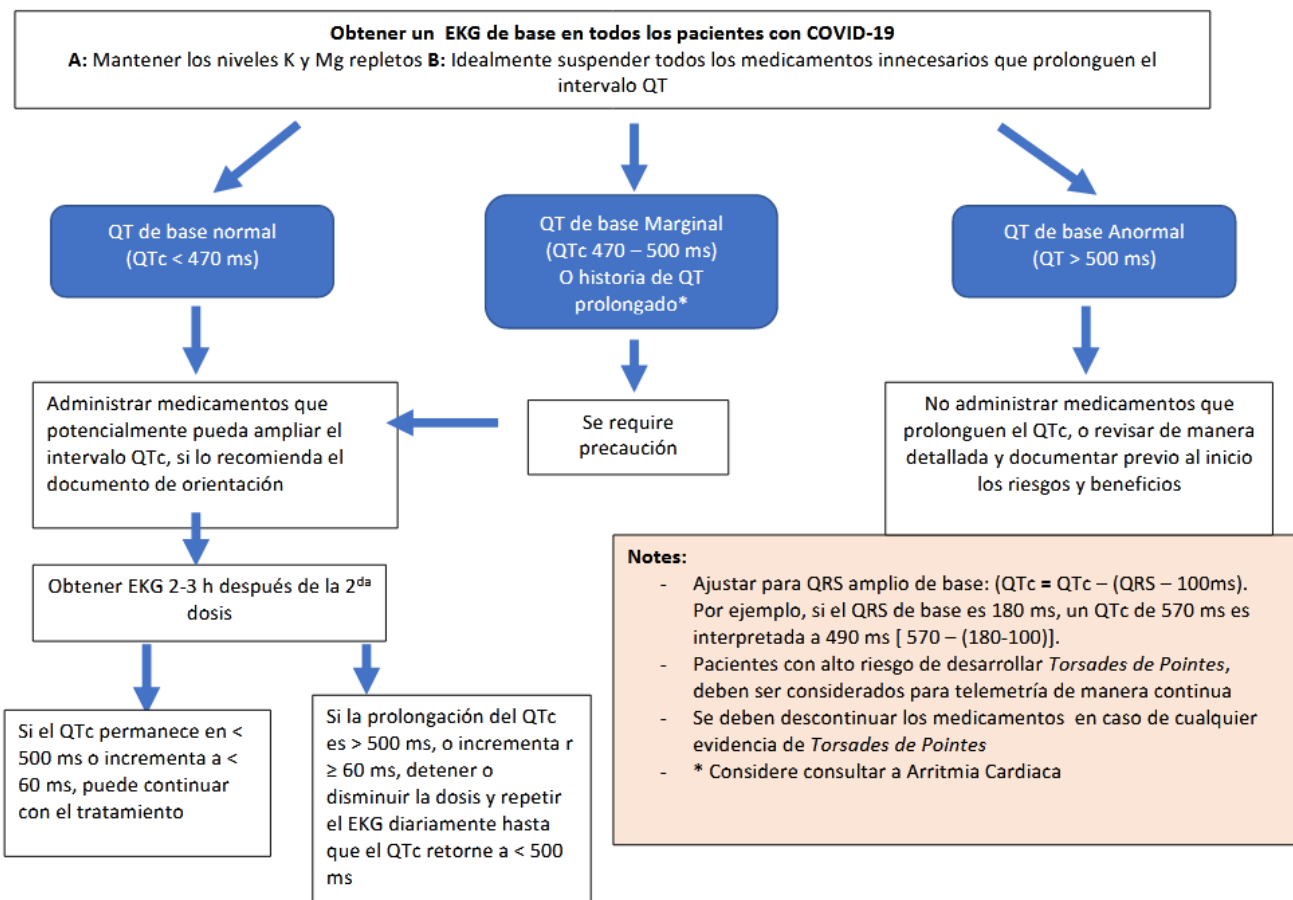 Obtener un EKG de base en todos los pacientes con COVID-19
A: Mantener los niveles K y Mg repletos B: Idealmente suspender todos los medicamentos innecesarios que prolonguen el
intervalo QT
QT de base normal
(QTc < 470 ms)
QT de base Marginal
(QTc 470 – 500 ms)
O historia de QT
prolongado*
QT de base Anormal
(QT > 500 ms)
Administrar medicamentos que
potencialmente pueda ampliar el
intervalo QTc, si lo recomienda el
documento de orientación
Se require
precaución
No administrar medicamentos que
prolonguen el QTc, o revisar de manera
detallada y documentar previo al inicio
los riesgos y beneficios
Obtener EKG 2-3 h después de la 2da
dosis
Si el QTc permanece en <
500 ms o incrementa a <
60 ms, puede continuar
con el tratamiento
Si la prolongación del QTc
es > 500 ms, o incrementa r
≥ 60 ms, detener o
disminuir la dosis y repetir
el EKG diariamente hasta
que el QTc retorne a < 500
ms
Notes:
- Ajustar para QRS amplio de base: (QTc = QTc – (QRS – 100ms).
Por ejemplo, si el QRS de base es 180 ms, un QTc de 570 ms es
interpretada a 490 ms [ 570 – (180-100)].
- Pacientes con alto riesgo de desarrollar Torsades de Pointes,
deben ser considerados para telemetría de manera continua
- Se deben descontinuar los medicamentos en caso de cualquier
evidencia de Torsades de Pointes
- * Considere consultar a Arritmia Cardiaca